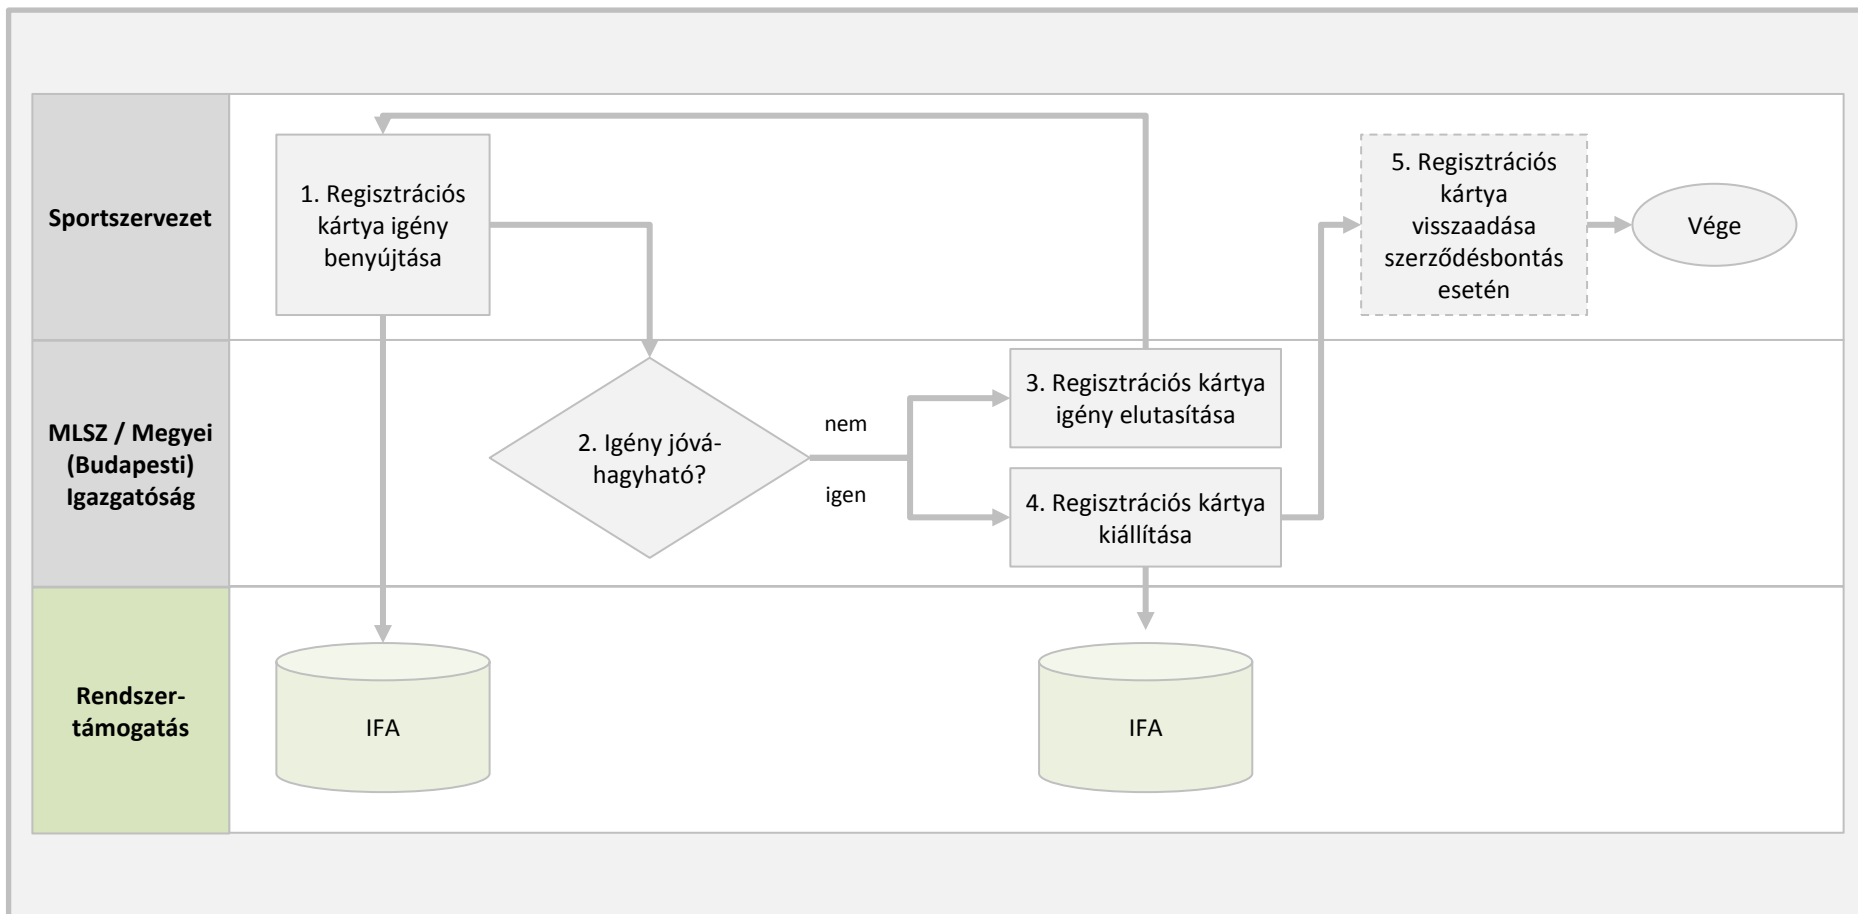 Sportszervezet
1. Regisztrációs
kártya igény
benyújtása
5. Regisztrációs
kártya
visszaadása
szerződésbontás
esetén
Vége
MLSZ / Megyei
(Budapesti)
Igazgatóság
2. Igény jóvá-
hagyható?
nem
igen
3. Regisztrációs kártya
igény elutasítása
4. Regisztrációs kártya
kiállítása
Rendszer-
támogatás
IFA
IFA